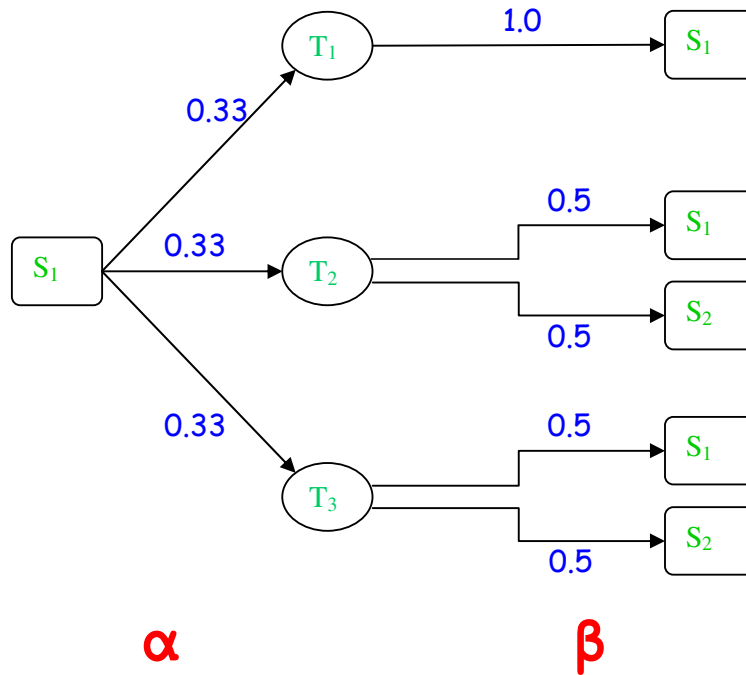 T₁ 1.0 S₁
0.33
0.5 S₁
S₁ 0.33 T₂
0.5 S₂
0.33 0.5 S₁
T₃
0.5 S₂
α β